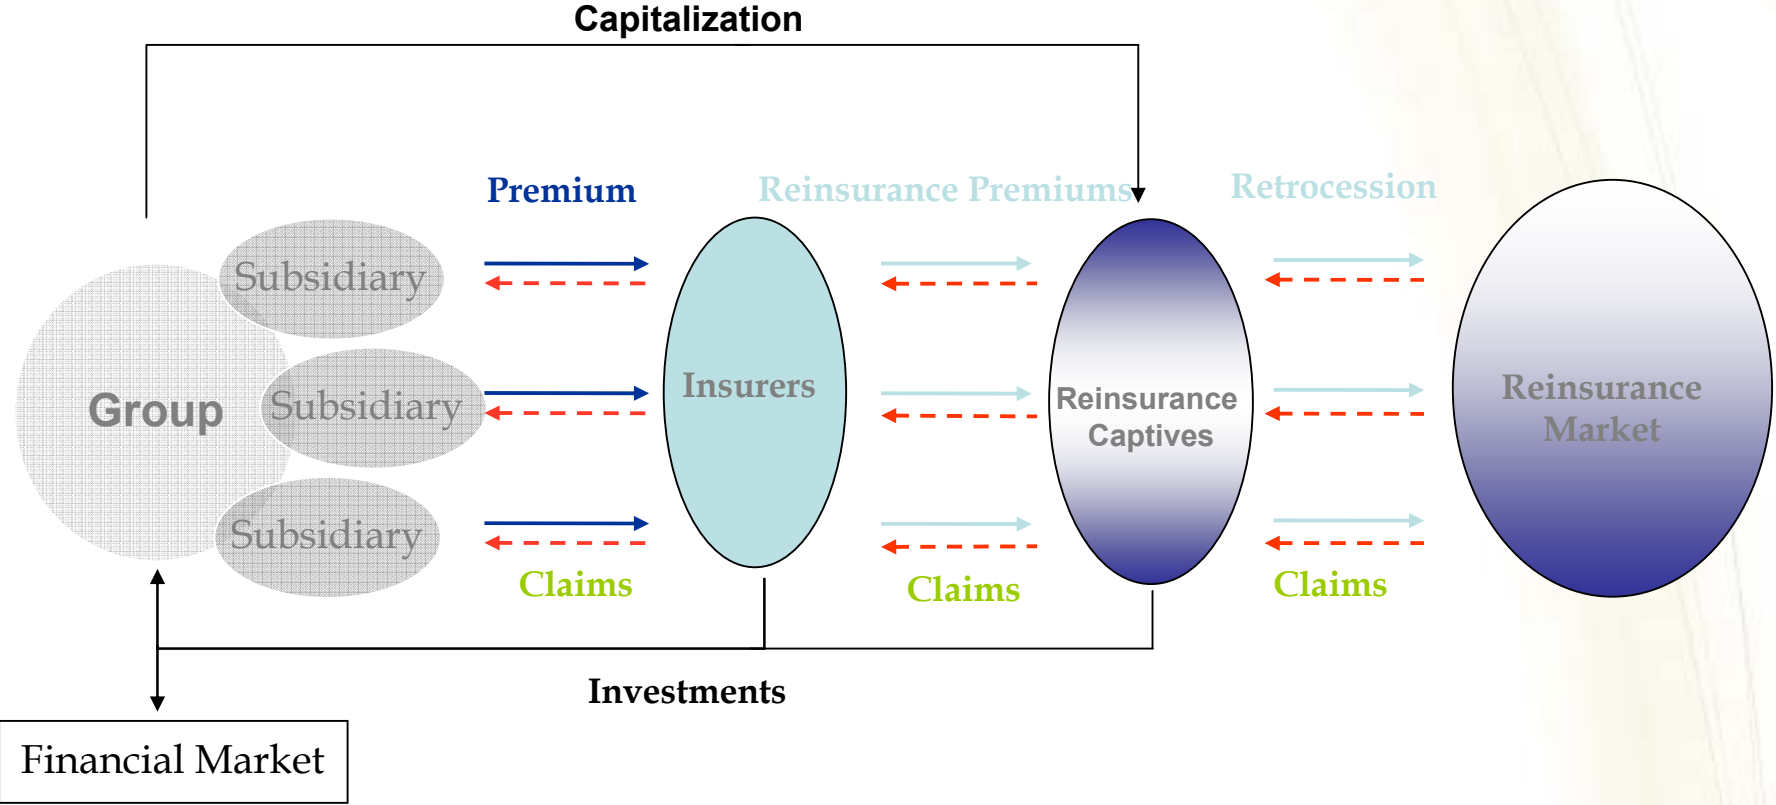 Capitalization
Premium
Reinsurance Premiums
Retrocession
Subsidiary
Group
Subsidiary
Subsidiary
Insurers
Reinsurance
Captives
Reinsurance
Market
Claims
Claims
Claims
Investments
Financial Market